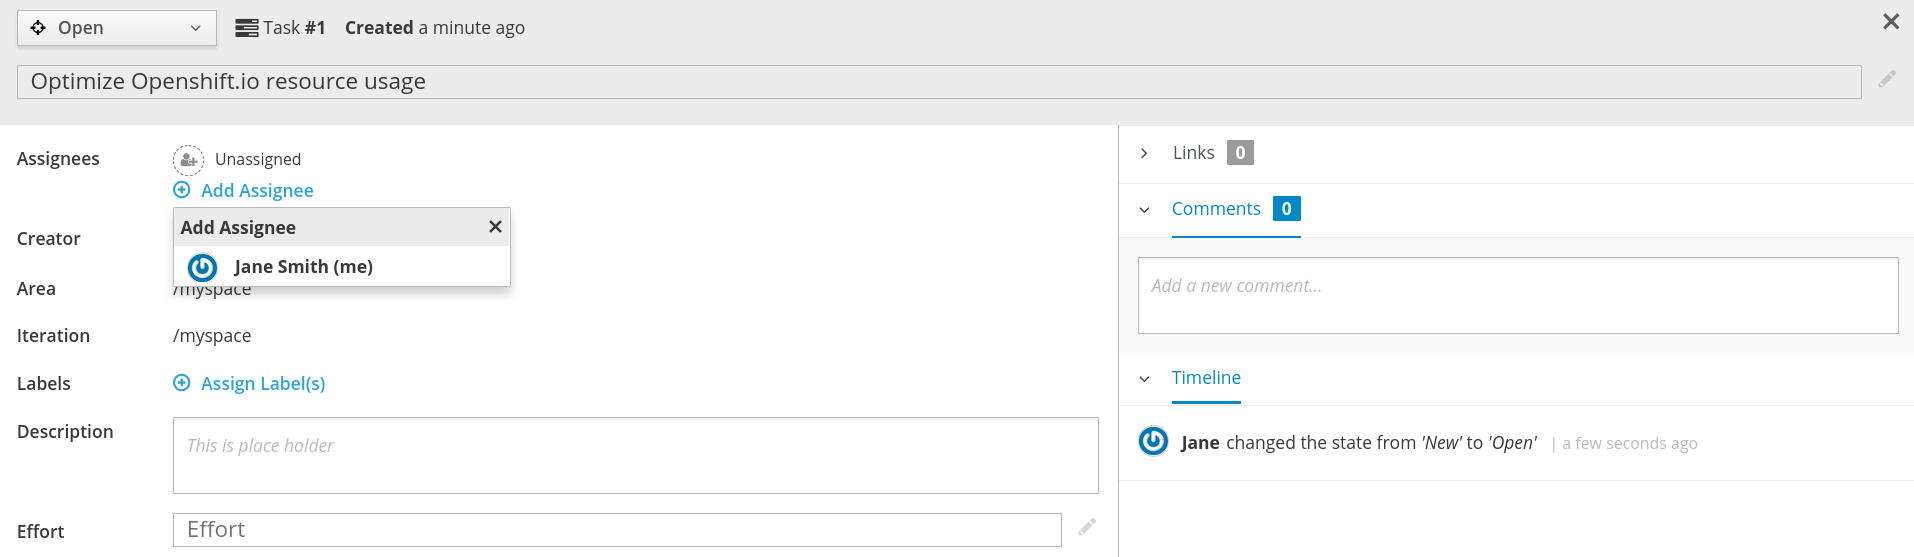 Open
Task #1 Created a minute ago
Optimize Openshift.io resource usage
Assignees
Unassigned
Add Assignee
Add Assignee
Jane Smith (me)
Creator
Area
/myspace
Iteration
/myspace
Labels
Assign Label(s)
Description
This is place holder
Effort
Effort
Links 0
Comments 0
Add a new comment...
Timeline
Jane changed the state from 'New' to 'Open' | a few seconds ago